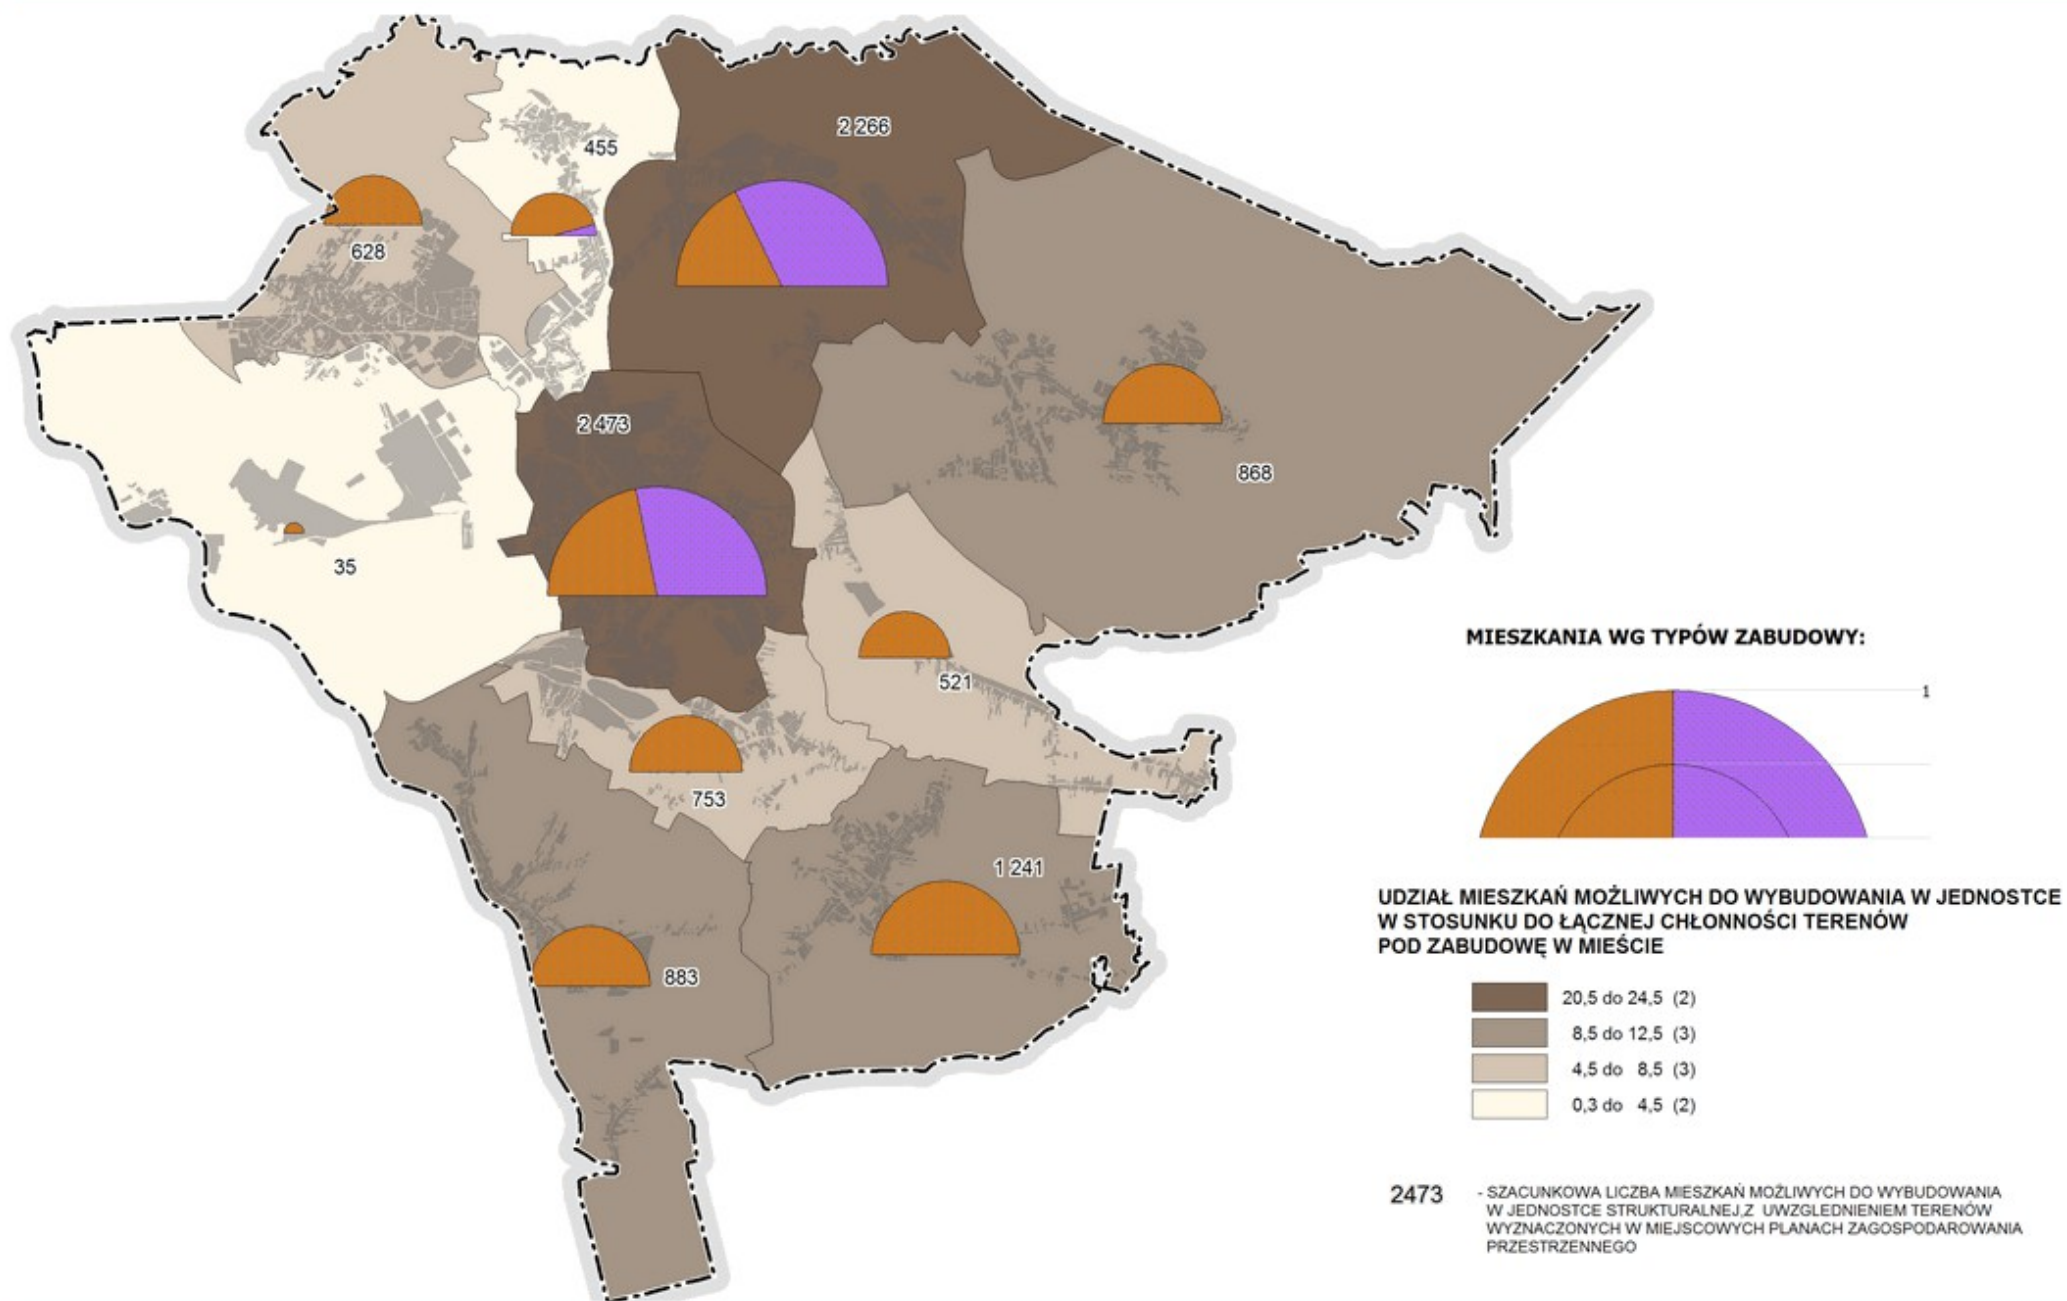 2 266
455
628
2 473
868
35
521
753
1 241
883
MIESZKANIA WG TYPÓW ZABUDOWY:
1
UDZIAŁ MIESZKAŃ MOŻLIWYCH DO WYBUDOWANIA W JEDNOSTCE
W STOSUNKU DO ŁĄCZNEJ CHŁONNOŚCI TERENÓW
POD ZABUDOWĘ W MIEŚCIE
20,5 do 24,5 (2)
8,5 do 12,5 (3)
4,5 do 8,5 (3)
0,3 do 4,5 (2)
2473 - SZACUNKOWA LICZBA MIESZKAŃ MOŻLIWYCH DO WYBUDOWANIA
W JEDNOSTCE STRUKTURALNEJ,Z UWZGLEDNIENIEM TERENÓW
WYZNACZONYCH W MIEJSCOWYCH PLANACH ZAGOSPODAROWANIA
PRZESTRZENNEGO